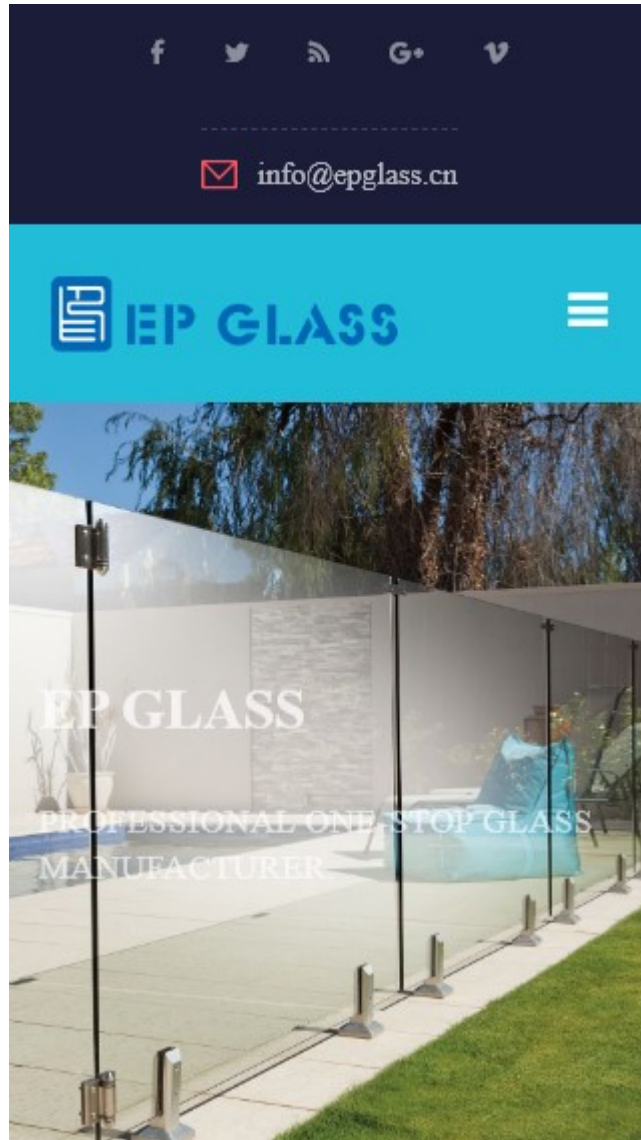 info@epglass.cn
EP GLASS
EP GLASS
PROFESSIONAL ONE-STOP GLASS
MANUFACTURER